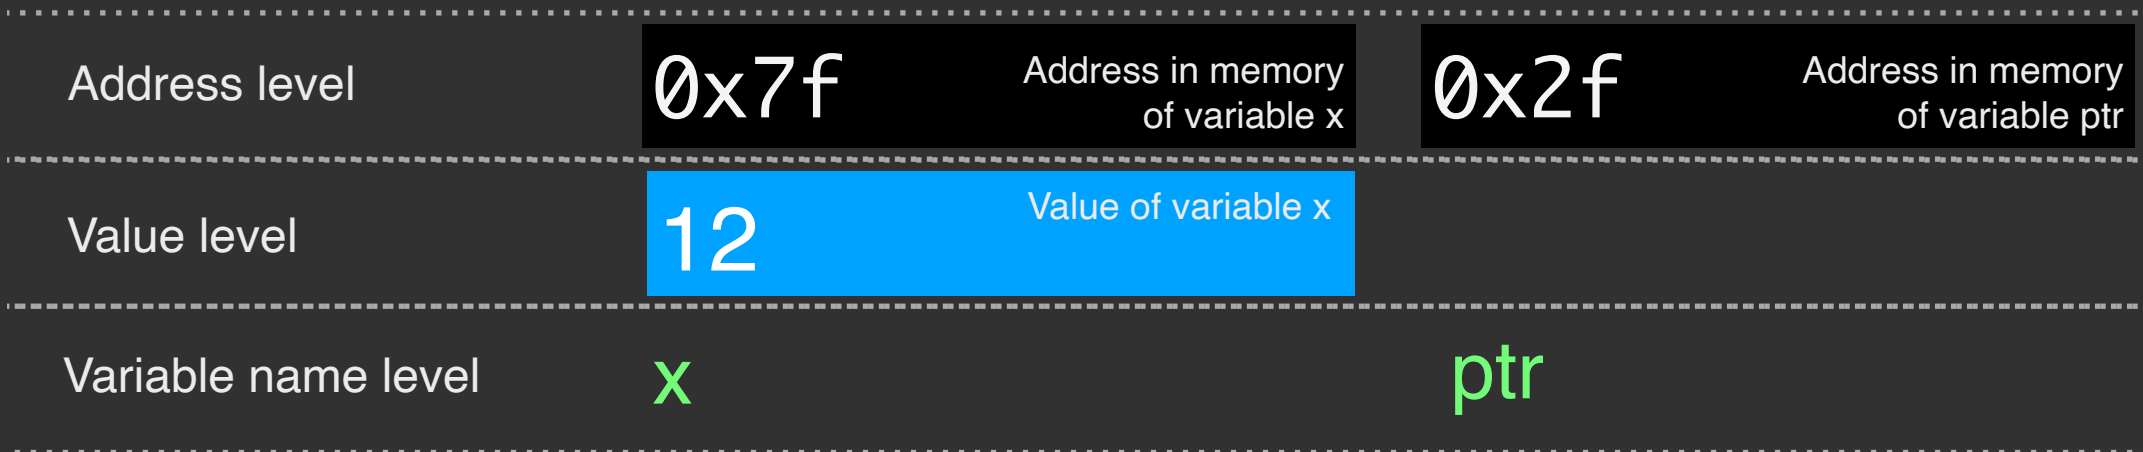 Address level
0x7f
Address in memory
of variable x
0x2f
Address in memory
of variable ptr
Value level
12
Value of variable x
Variable name level
x
ptr